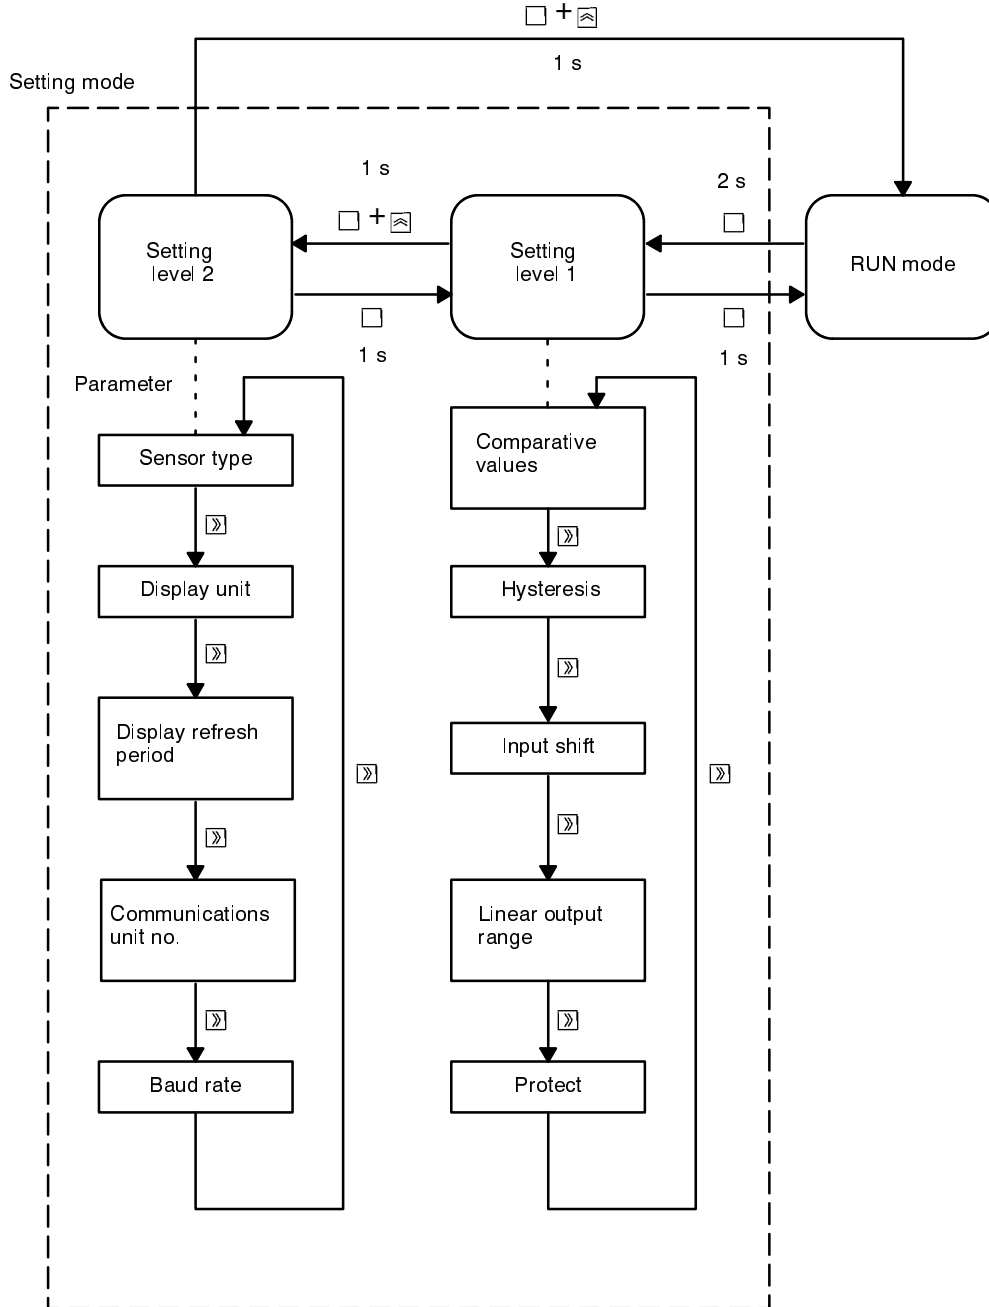 +
1 s
Setting mode
1 s
2 s
+
Setting
level 2
Setting
level 1
RUN mode
1 s
1 s
Parameter
Sensor type
Comparative
values
Display unit
Hysteresis
Display refresh
period
Input shift
Communications
unit no.
Linear output
range
Baud rate
Protect